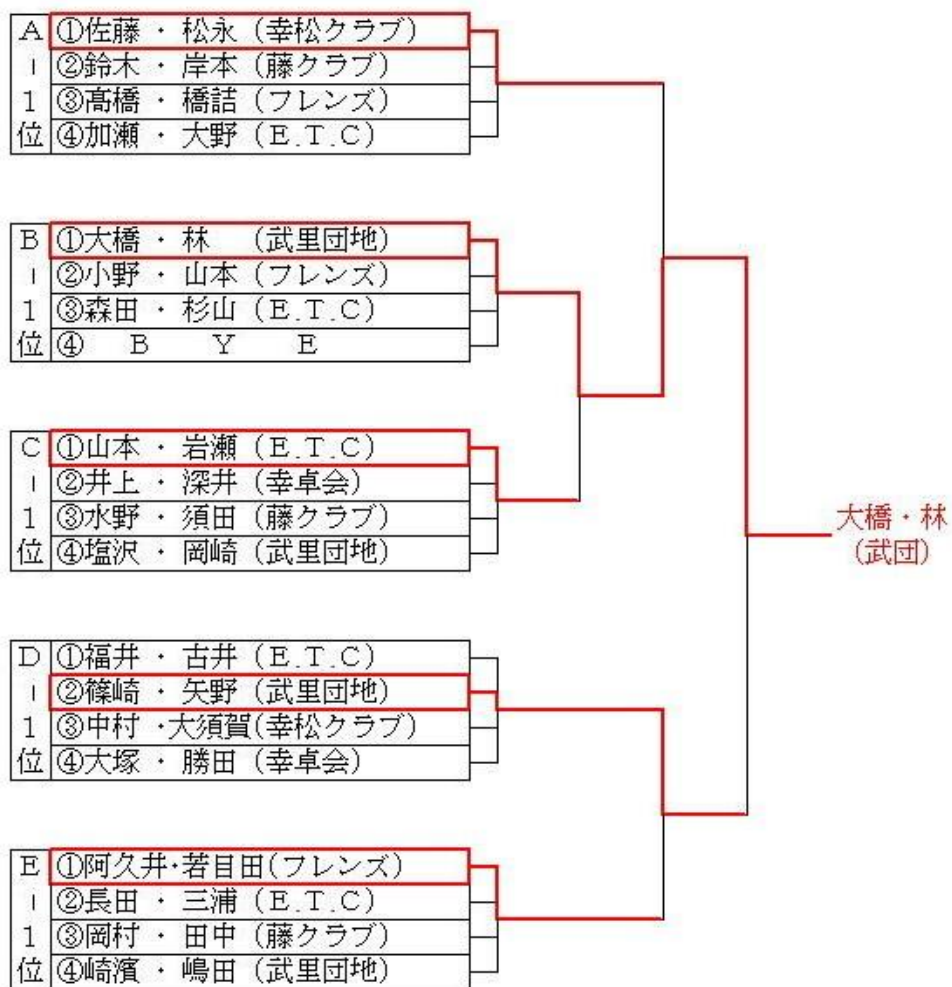 A ①佐藤 ・ 松永 (幸松クラブ)
ー ②鈴木 ・ 岸本 (藤クラブ)
1 ③高橋 ・ 橋詰 (フレンズ)
位 ④加瀬 ・ 大野 (E.T.C)
B ①大橋 ・ 林 (武里団地)
ー ②小野 ・ 山本 (フレンズ)
1 ③森田 ・ 杉山 (E.T.C)
位 ④ B Y E
C ①山本 ・ 岩瀬 (E.T.C)
ー ②井上 ・ 深井 (幸卓会)
1 ③水野 ・ 須田 (藤クラブ)
位 ④塩沢 ・ 岡崎 (武里団地)
大橋・林
(武団)
D ①福井 ・ 古井 (E.T.C)
ー ②篠崎 ・ 矢野 (武里団地)
1 ③中村 ・大須賀(幸松クラブ)
位 ④大塚 ・ 勝田 (幸卓会)
E ①阿久井・若目田(フレンズ)
ー ②長田 ・ 三浦 (E.T.C)
1 ③岡村 ・ 田中 (藤クラブ)
位 ④崎濱 ・ 嶋田 (武里団地)